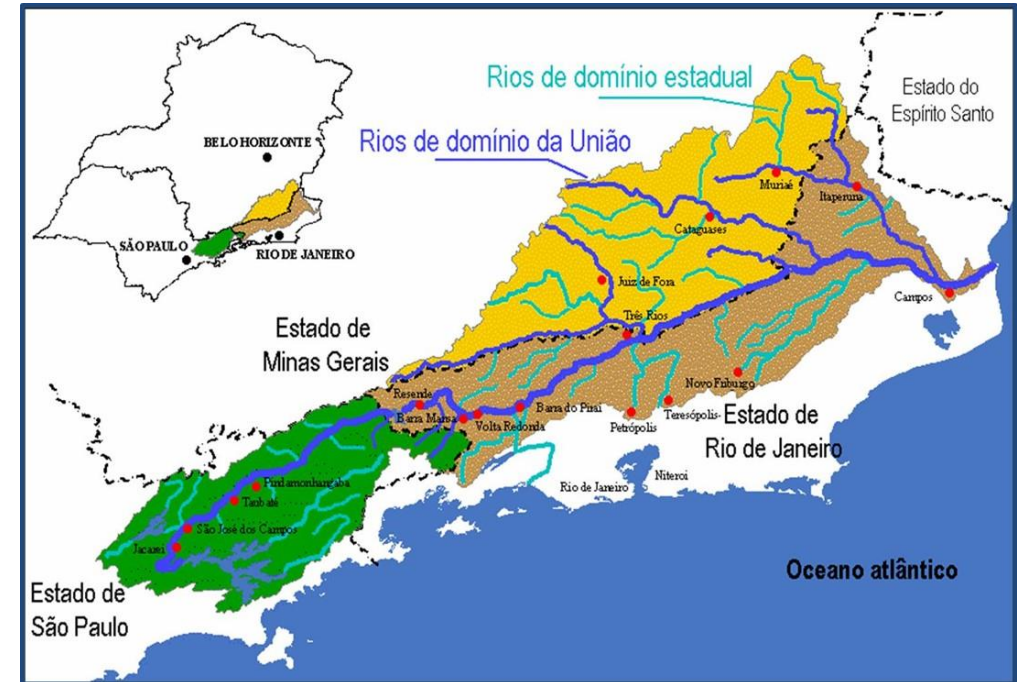 Rios de domínio estadual
Estado do
Espírito Santo
Rios de domínio da União
BELO HORIZONTE
SÃO PAULO
RIO DE JANEIRO
Muriaé
Itaperuna
Cataguases
Juiz de Fora
Campos
Três Rios
Estado de
Minas Gerais
Resende
Barra Mansa
Volta Redonda
Barra do Piraí
Novo Friburgo
Petrópolis
Teresópolis
Estado de
Rio de Janeiro
Pindamonhangaba
Taubaté
São José dos Campos
Jacareí
Rio de Janeiro
Niteroi
Oceano atlântico
Estado de
São Paulo